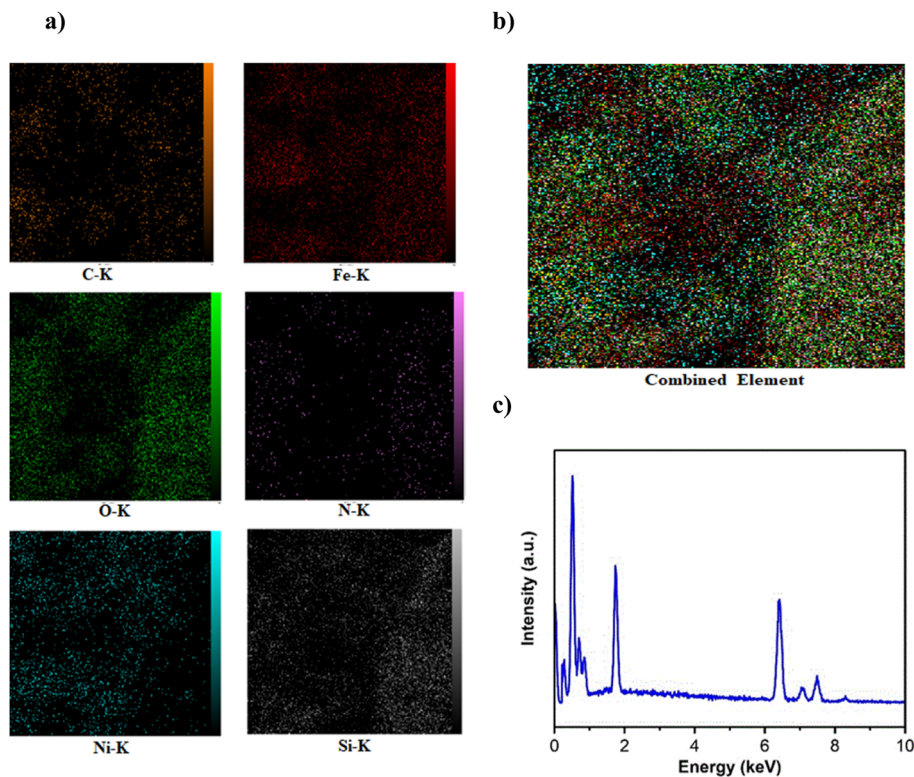 a)
b)
C-K
Fe-K
O-K
N-K
Ni-K
Si-K
Combined Element
c)
Intensity (a.u.)
0 2 4 6 8 10
Energy (keV)